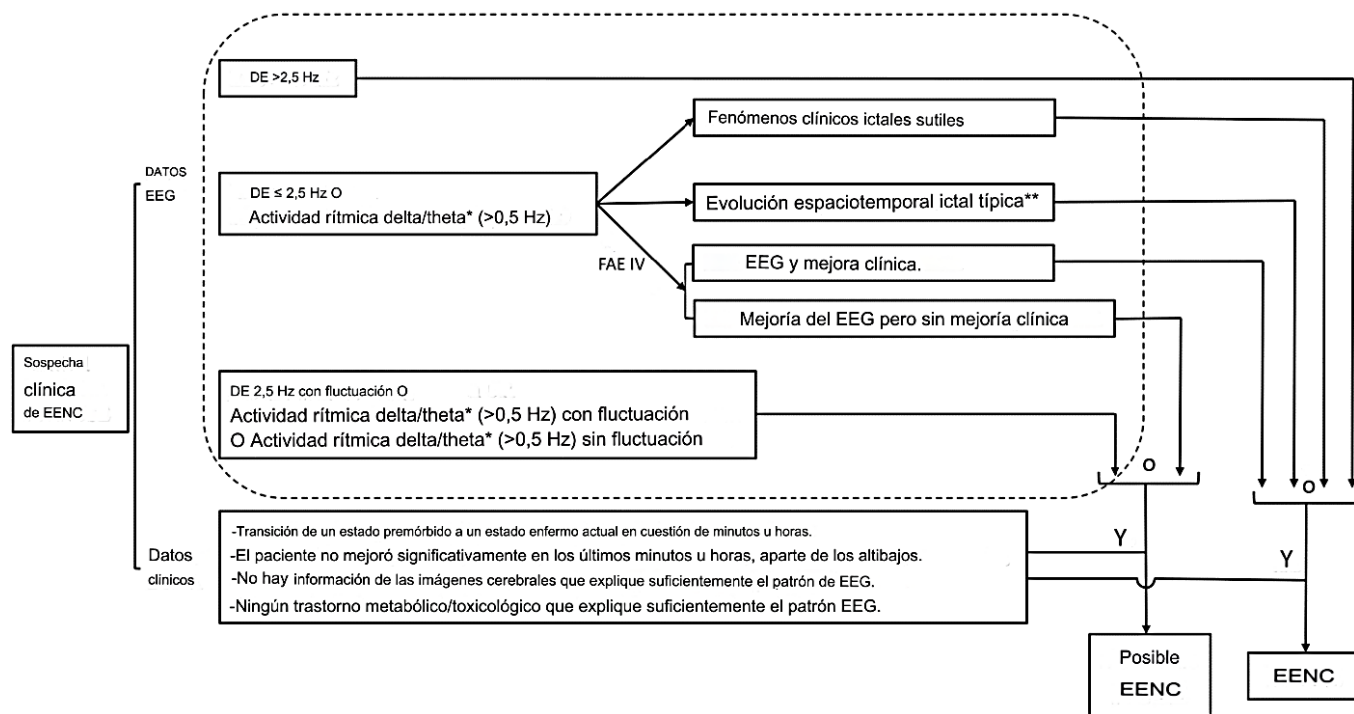 DE >2,5 Hz
Fenómenos clínicos ictales sutiles
DATOS
EEG
DE ≤ 2,5 Hz O
Actividad rítmica delta/theta* (>0,5 Hz)
Evolución espaciotemporal ictal típica**
FAE IV
EEG y mejora clínica.
Mejoría del EEG pero sin mejoría clínica
Sospecha
clínica
de EENC
DE 2,5 Hz con fluctuación O
Actividad rítmica delta/theta* (>0,5 Hz) con fluctuación
O Actividad rítmica delta/theta* (>0,5 Hz) sin fluctuación
O
O
Datos
clinicos
-Transición de un estado premórbido a un estado enfermo actual en cuestión de minutos u horas.
-El paciente no mejoró significativamente en los últimos minutos u horas, aparte de los altibajos.
-No hay información de las imágenes cerebrales que explique suficientemente el patrón de EEG.
-Ningún trastorno metabólico/toxicológico que explique suficientemente el patrón EEG.
Y
Y
Posible
EENC
EENC